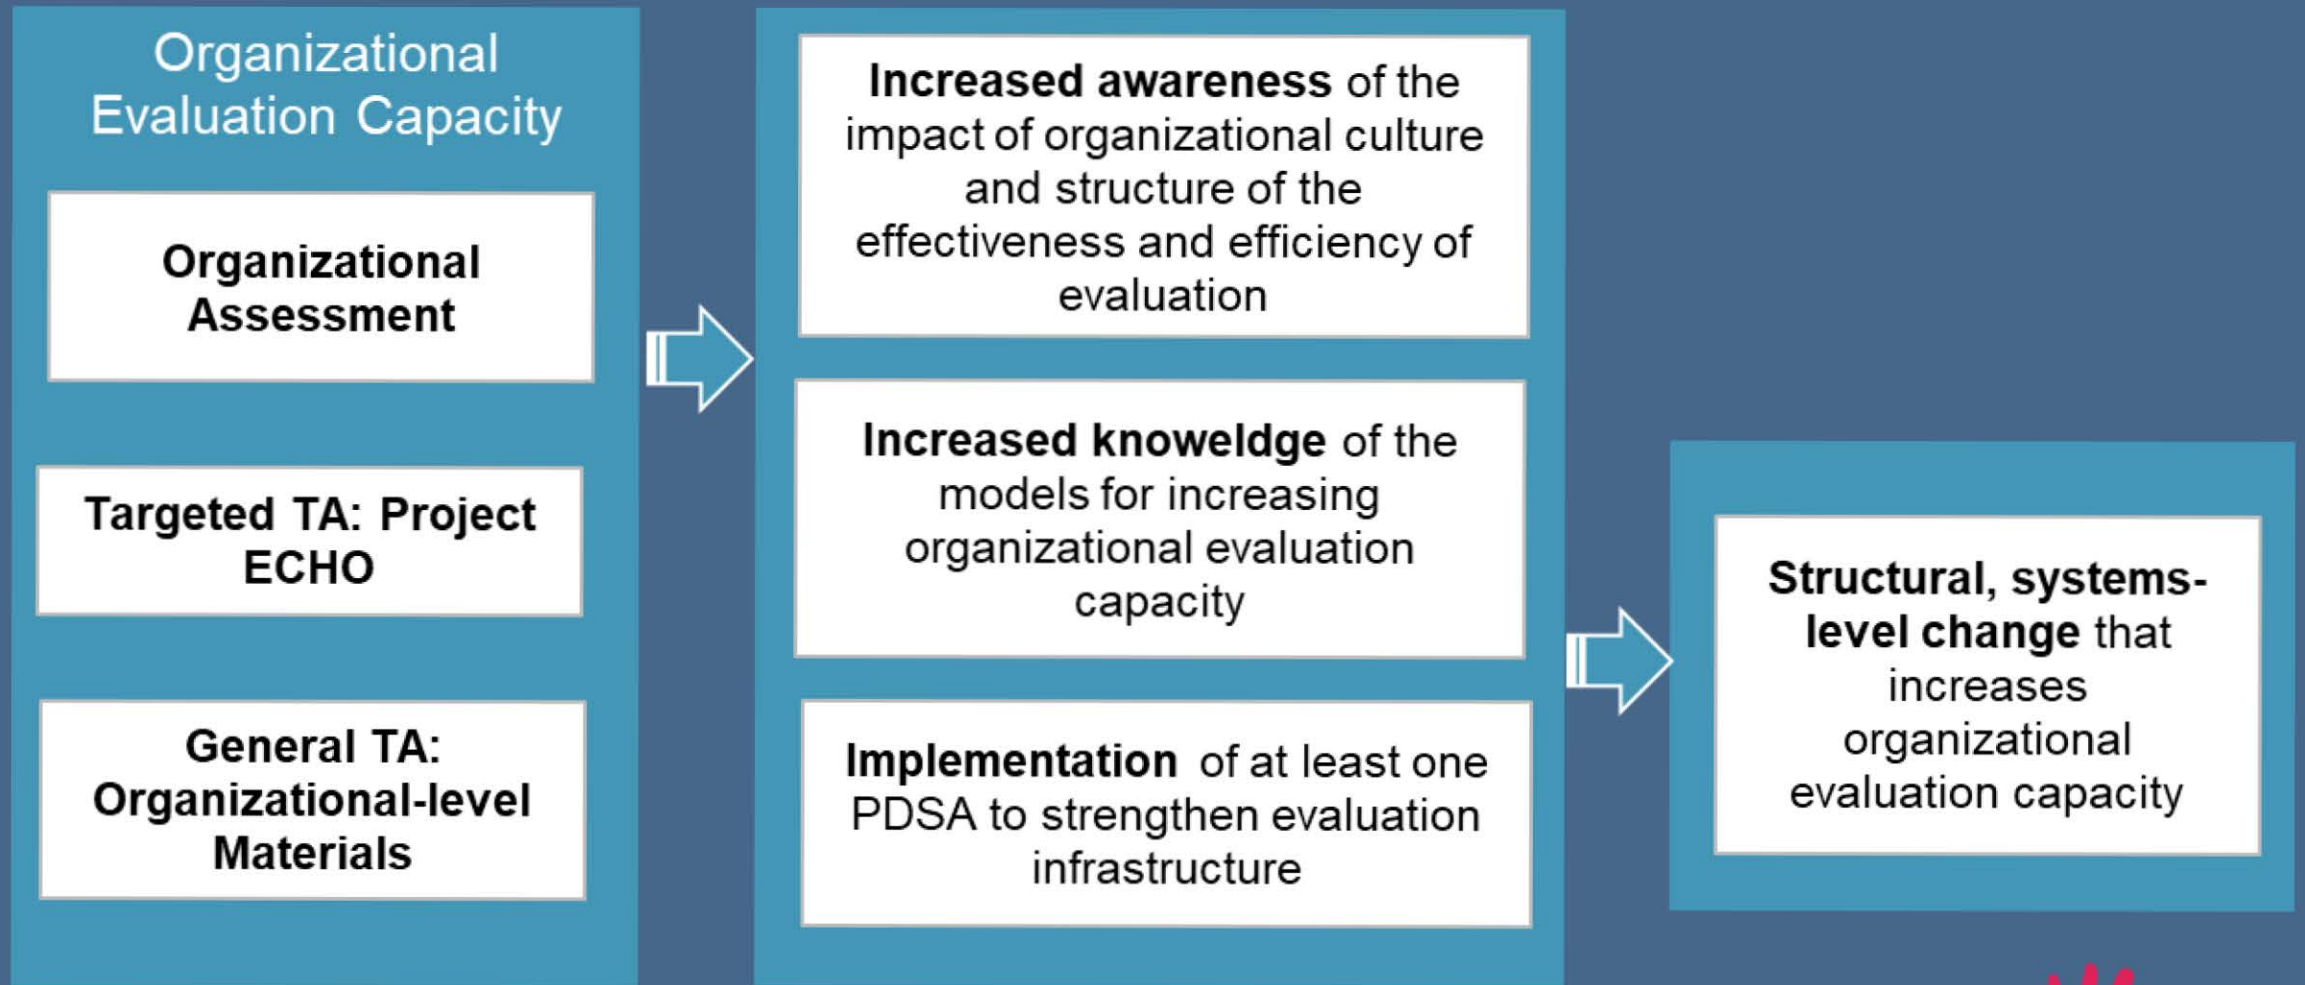 Organizational
Evaluation Capacity
Organizational
Assessment
Targeted TA: Project
ECHO
General TA:
Organizational-level
Materials
Increased awareness of the
impact of organizational culture
and structure of the
effectiveness and efficiency of
evaluation
Increased knoweldge of the
models for increasing
organizational evaluation
capacity
Implementation of at least one
PDSA to strengthen evaluation
infrastructure
Structural, systems-
level change that
increases
organizational
evaluation capacity